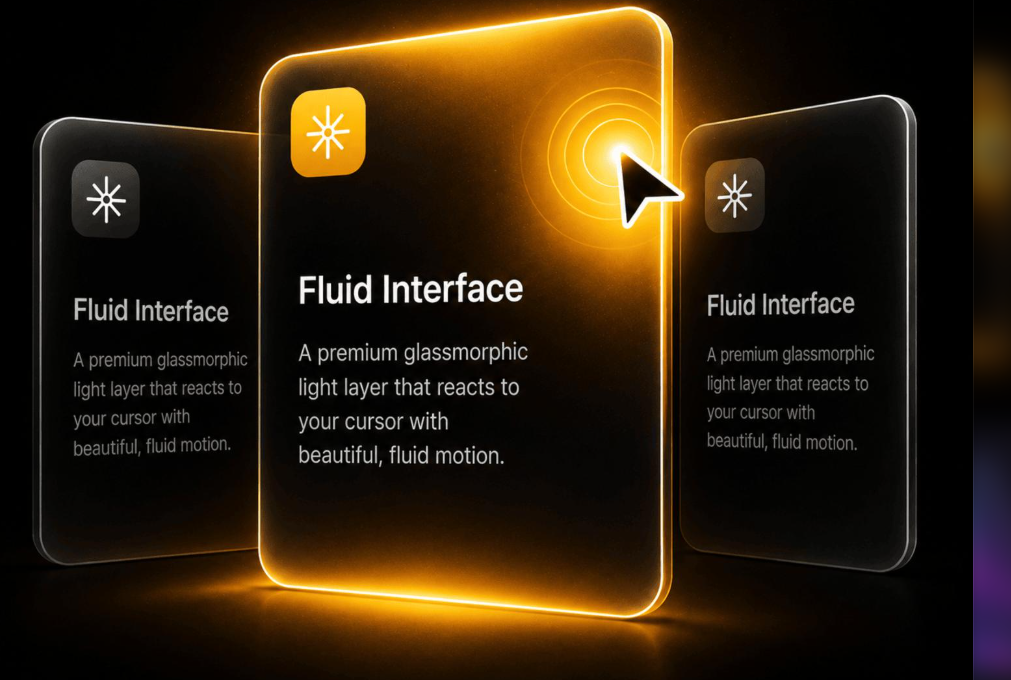 Fluid Interface
A premium glassmorphic
light layer that reacts to
your cursor with
beautiful, fluid motion.
Fluid Interface
A premium glassmorphic
light layer that reacts to
your cursor with
beautiful, fluid motion.
Fluid Interface
A premium glassmorphic
light layer that reacts to
your cursor with
beautiful, fluid motion.